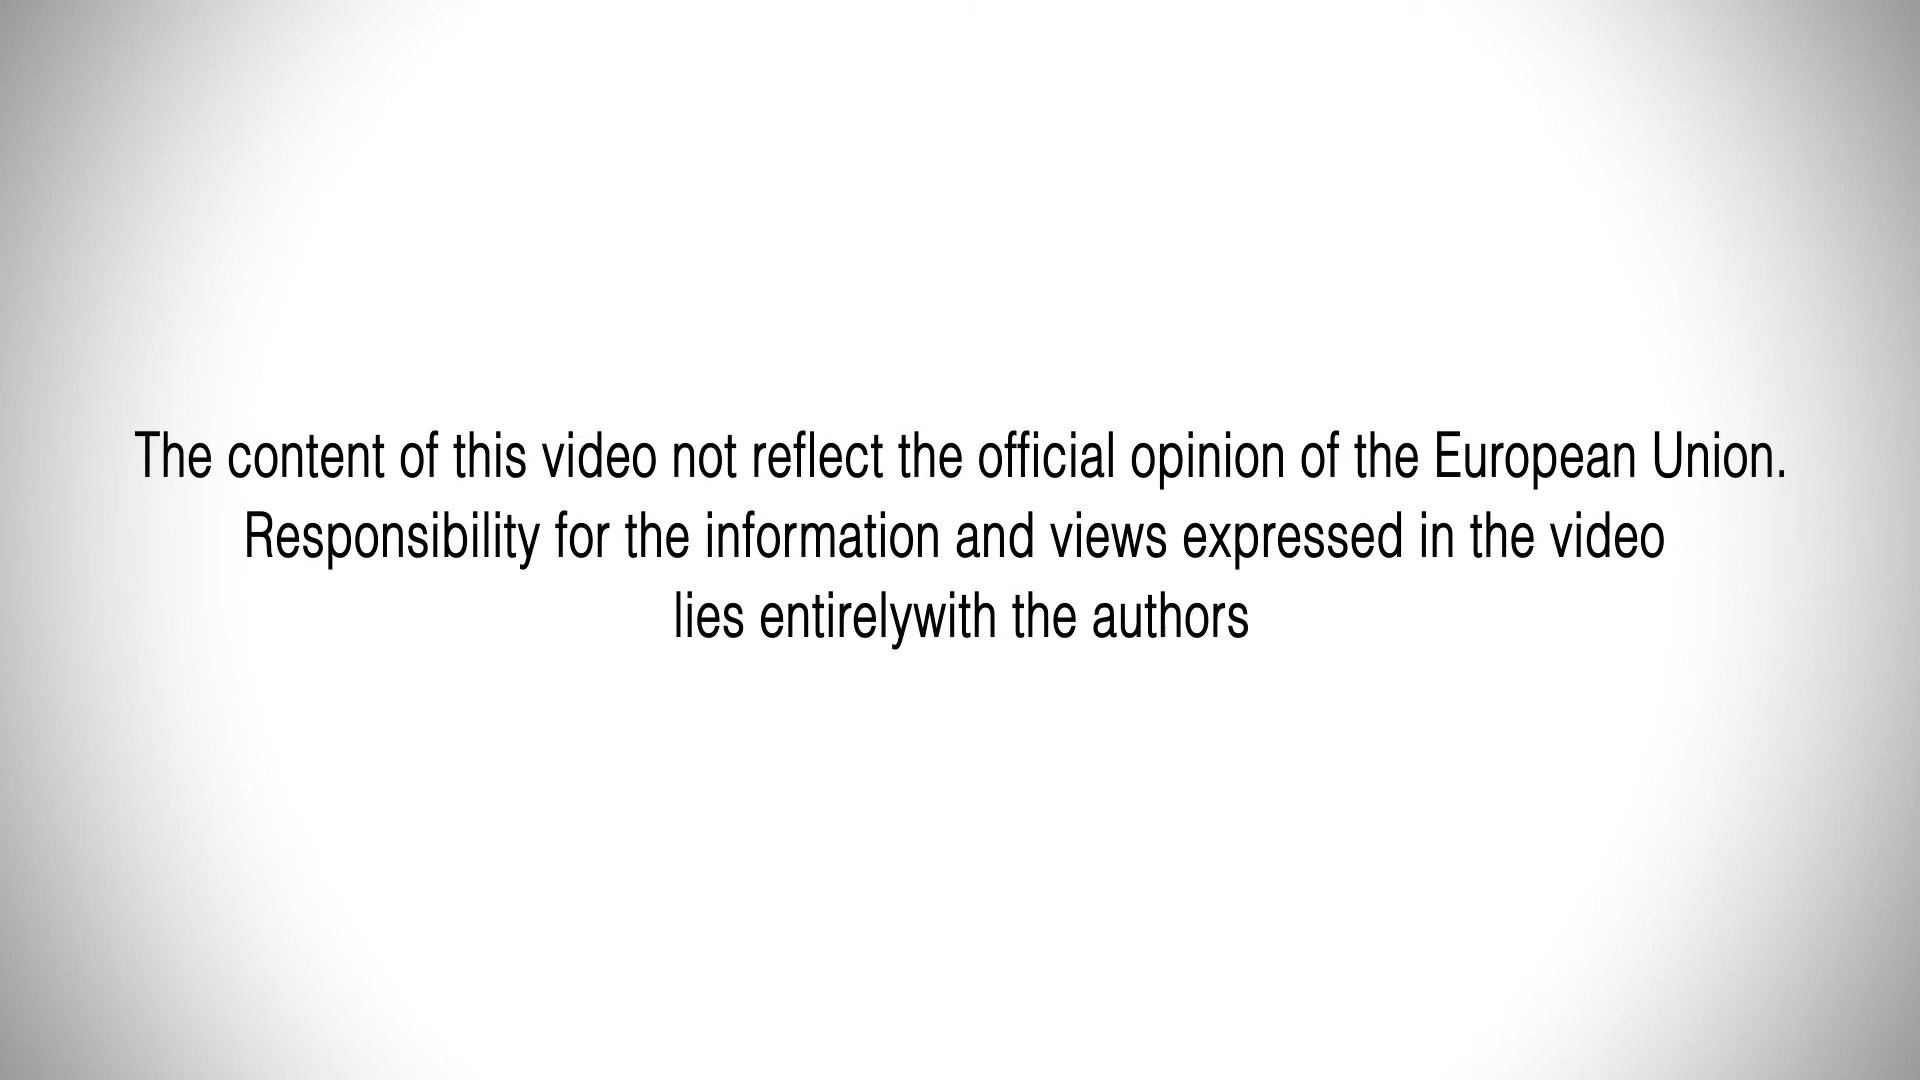 The content of this video not reflect the official opinion of the European Union.
Responsibility for the information and views expressed in the video
lies entirelywith the authors